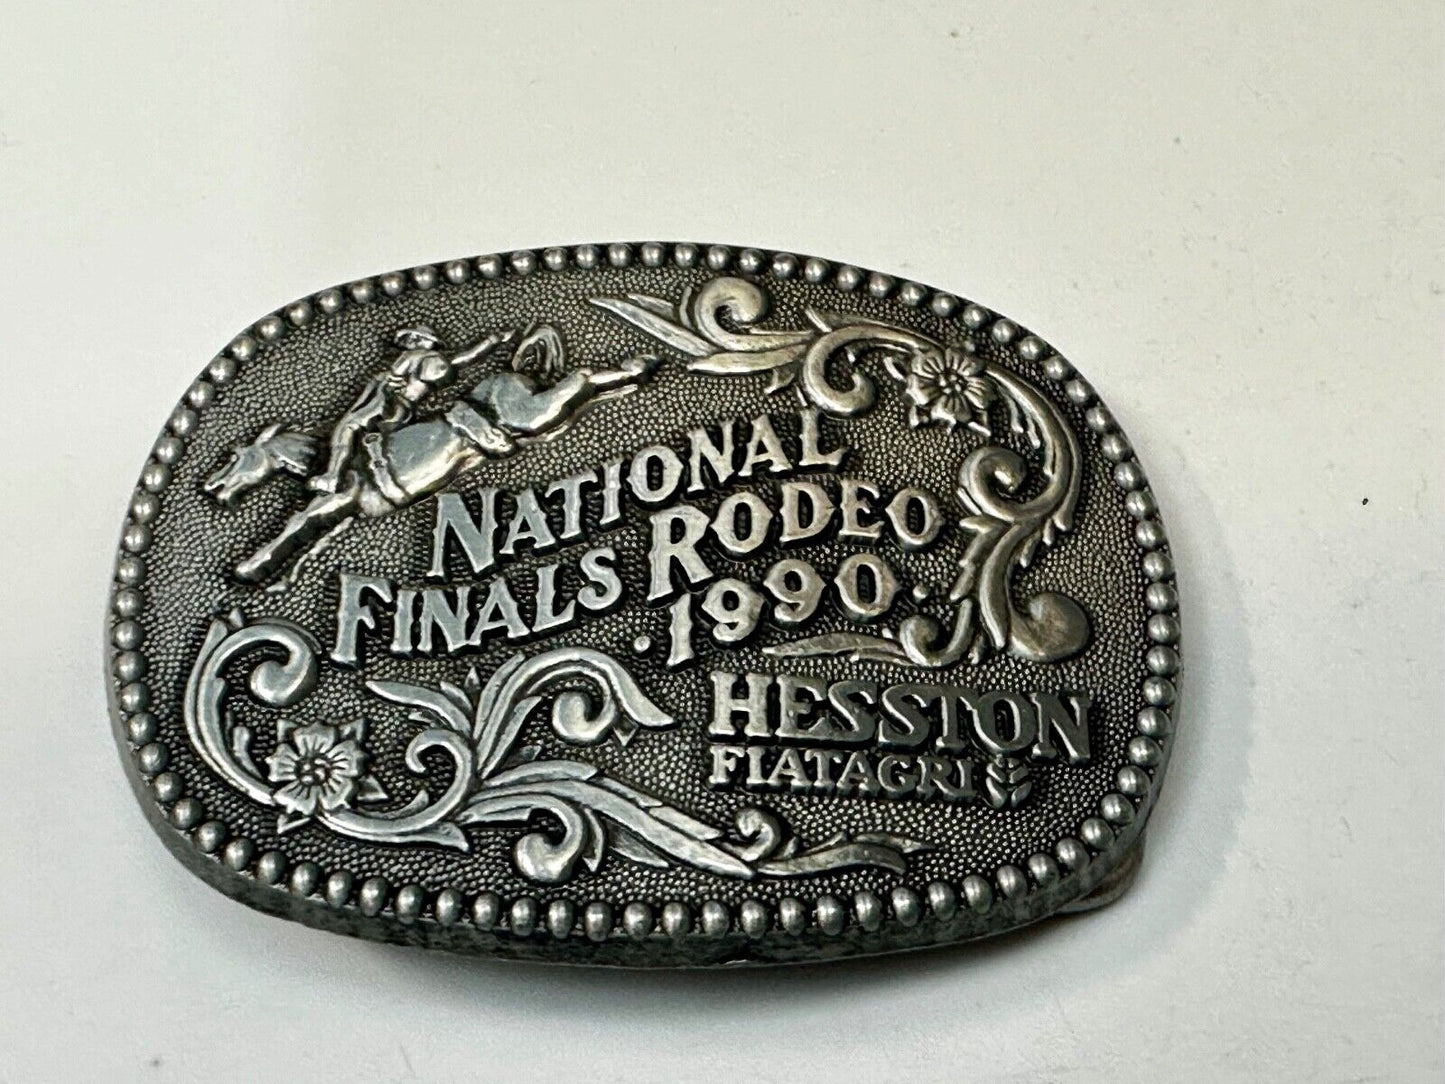 NATIONAL
FINALS RODEO
·1990·
HESSTON
FIATAGRI